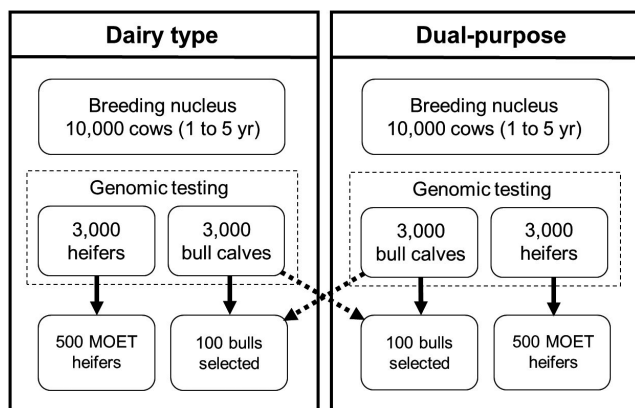 Dairy type
Breeding nucleus
10,000 cows (1 to 5 yr)
Genomic testing
3,000
heifers
3,000
bull calves
500 MOET
heifers
100 bulls
selected
Dual-purpose
Breeding nucleus
10,000 cows (1 to 5 yr)
Genomic testing
3,000
bull calves
3,000
heifers
100 bulls
selected
500 MOET
heifers